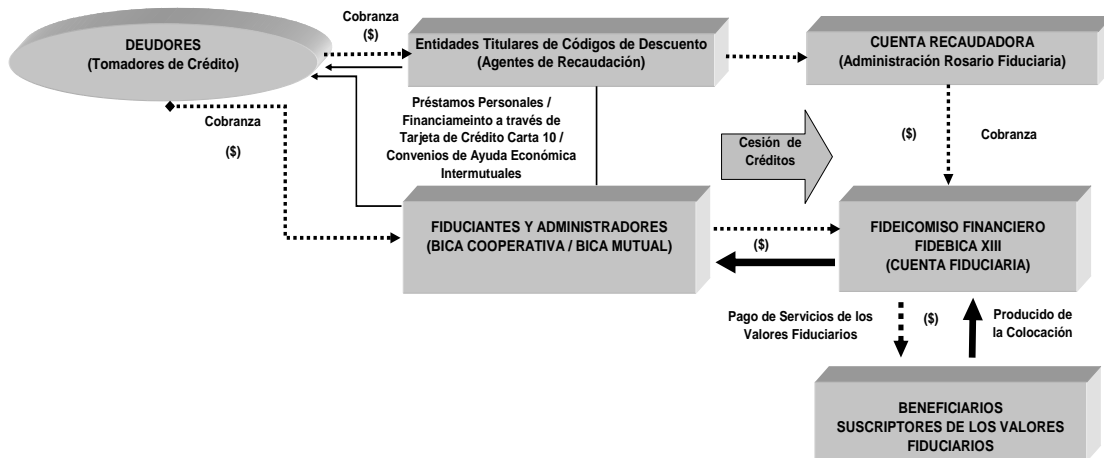 DEUDORES
(Tomadores de Crédito)
Cobranza
($)
Entidades Titulares de Códigos de Descuento
(Agentes de Recaudación)
CUENTA RECAUDADORA
(Administración Rosario Fiduciaria)
Préstamos Personales /
Financiameinto a través de
Tarjeta de Crédito Carta 10 /
Convenios de Ayuda Económica
Intermutuales
Cobranza
($)
Cesión de
Créditos
($)
Cobranza
FIDUCIANTES Y ADMINISTRADORES
(BICA COOPERATIVA / BICA MUTUAL)
($)
FIDEICOMISO FINANCIERO
FIDEBICA XIII
(CUENTA FIDUCIARIA)
Pago de Servicios de los
Valores Fiduciarios
($)
Producido de
la Colocación
BENEFICIARIOS
SUSCRIPTORES DE LOS VALORES
FIDUCIARIOS